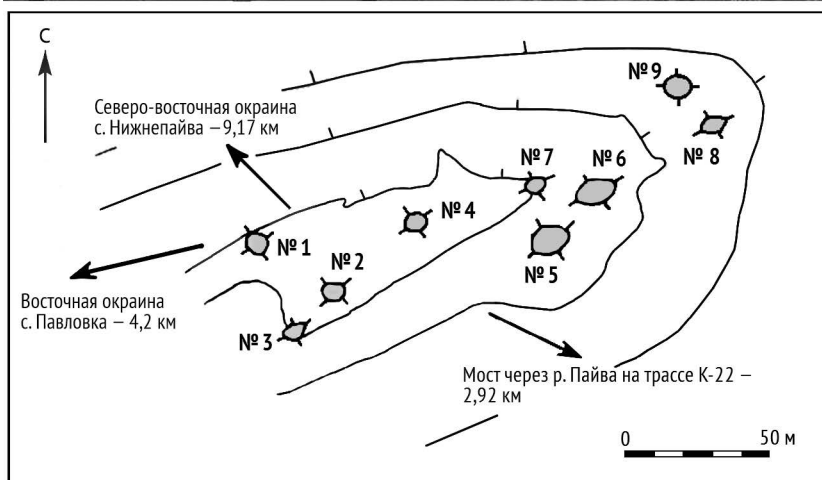 С
Северо-восточная окраина
с. Нижнепайва – 9,17 км
№ 9
№ 8
№ 7
№ 6
№ 4
№ 1
№ 5
№ 2
Восточная окраина
с. Павловка – 4,2 км
№ 3
Мост через р. Пайва на трассе К-22 –
2,92 км
0 50 м